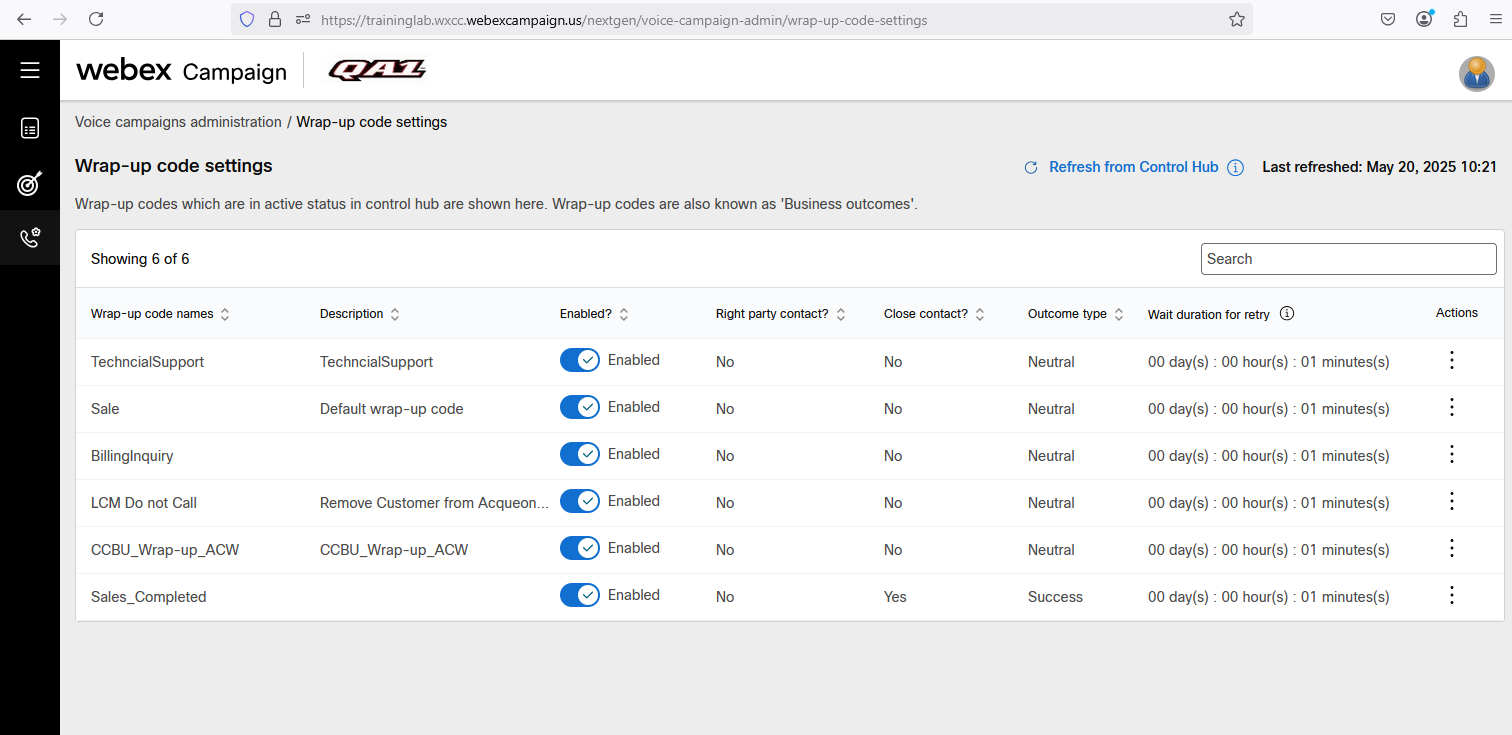 https://traininglab.wxcc.webexcampaign.us/nextgen/voice-campaign-admin/wrap-up-code-settings
webex Campaign QA1
Voice campaigns administration / Wrap-up code settings
Wrap-up code settings Refresh from Control Hub Last refreshed: May 20, 2025 10:21
Wrap-up codes which are in active status in control hub are shown here. Wrap-up codes are also known as 'Business outcomes'.
Showing 6 of 6 Search
Wrap-up code names Description Enabled? Right party contact? Close contact? Outcome type Wait duration for retry Actions
TechncialSupport TechncialSupport Enabled No No Neutral 00 day(s) : 00 hour(s) : 01 minutes(s)
Sale Default wrap-up code Enabled No No Neutral 00 day(s) : 00 hour(s) : 01 minutes(s)
BillingInquiry Enabled No No Neutral 00 day(s) : 00 hour(s) : 01 minutes(s)
LCM Do not Call Remove Customer from Acqueon... Enabled No No Neutral 00 day(s) : 00 hour(s) : 01 minutes(s)
CCBU_Wrap-up_ACW CCBU_Wrap-up_ACW Enabled No No Neutral 00 day(s) : 00 hour(s) : 01 minutes(s)
Sales_Completed Enabled No Yes Success 00 day(s) : 00 hour(s) : 01 minutes(s)